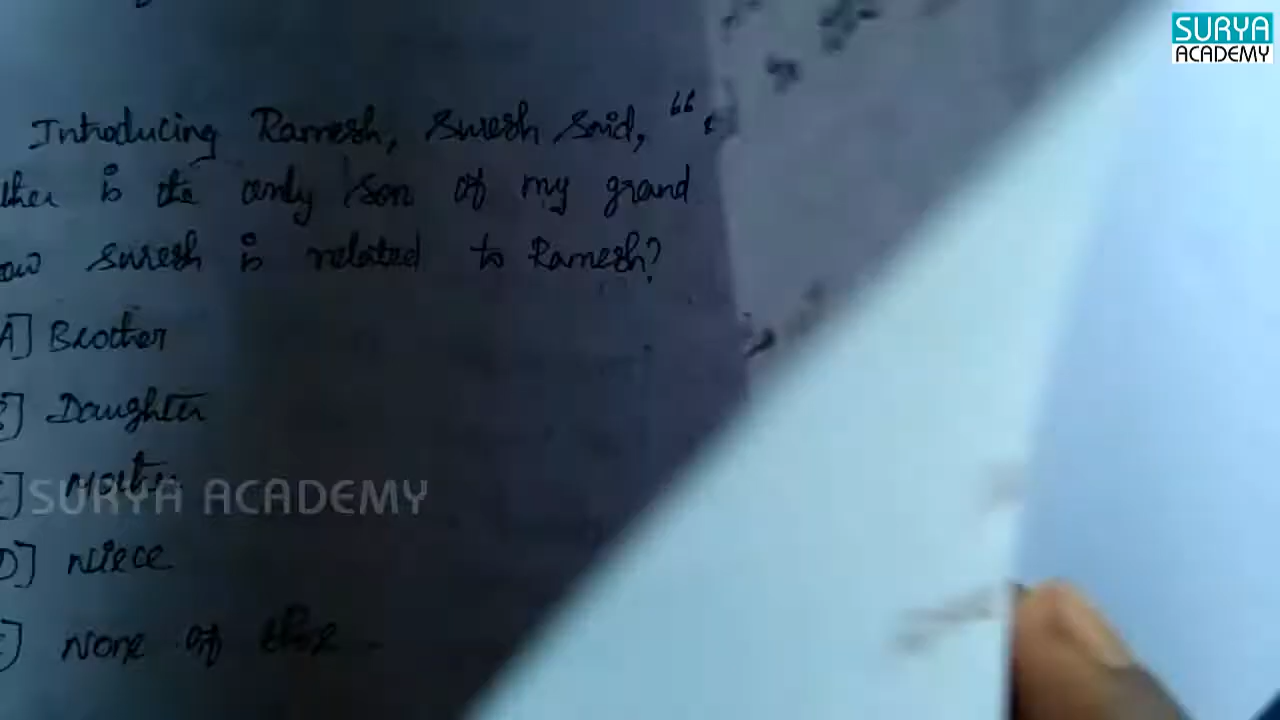 SURYA
ACADEMY
Introducing Ramesh, Suresh said, "
ther is the only son of my grand
ow Suresh is related to Ramesh?
A] Brother
B] Daughter
SURYA ACADEMY
D] Niece
None of